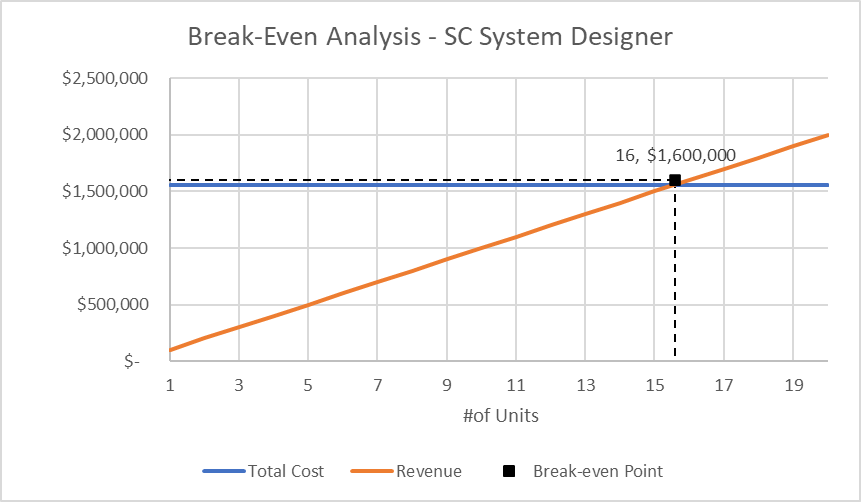 Break-Even Analysis - SC System Designer
$2,500,000
$2,000,000
16, $1,600,000
$1,500,000
$1,000,000
$500,000
$-
1 3 5 7 9 11 13 15 17 19
#of Units
Total Cost Revenue Break-even Point